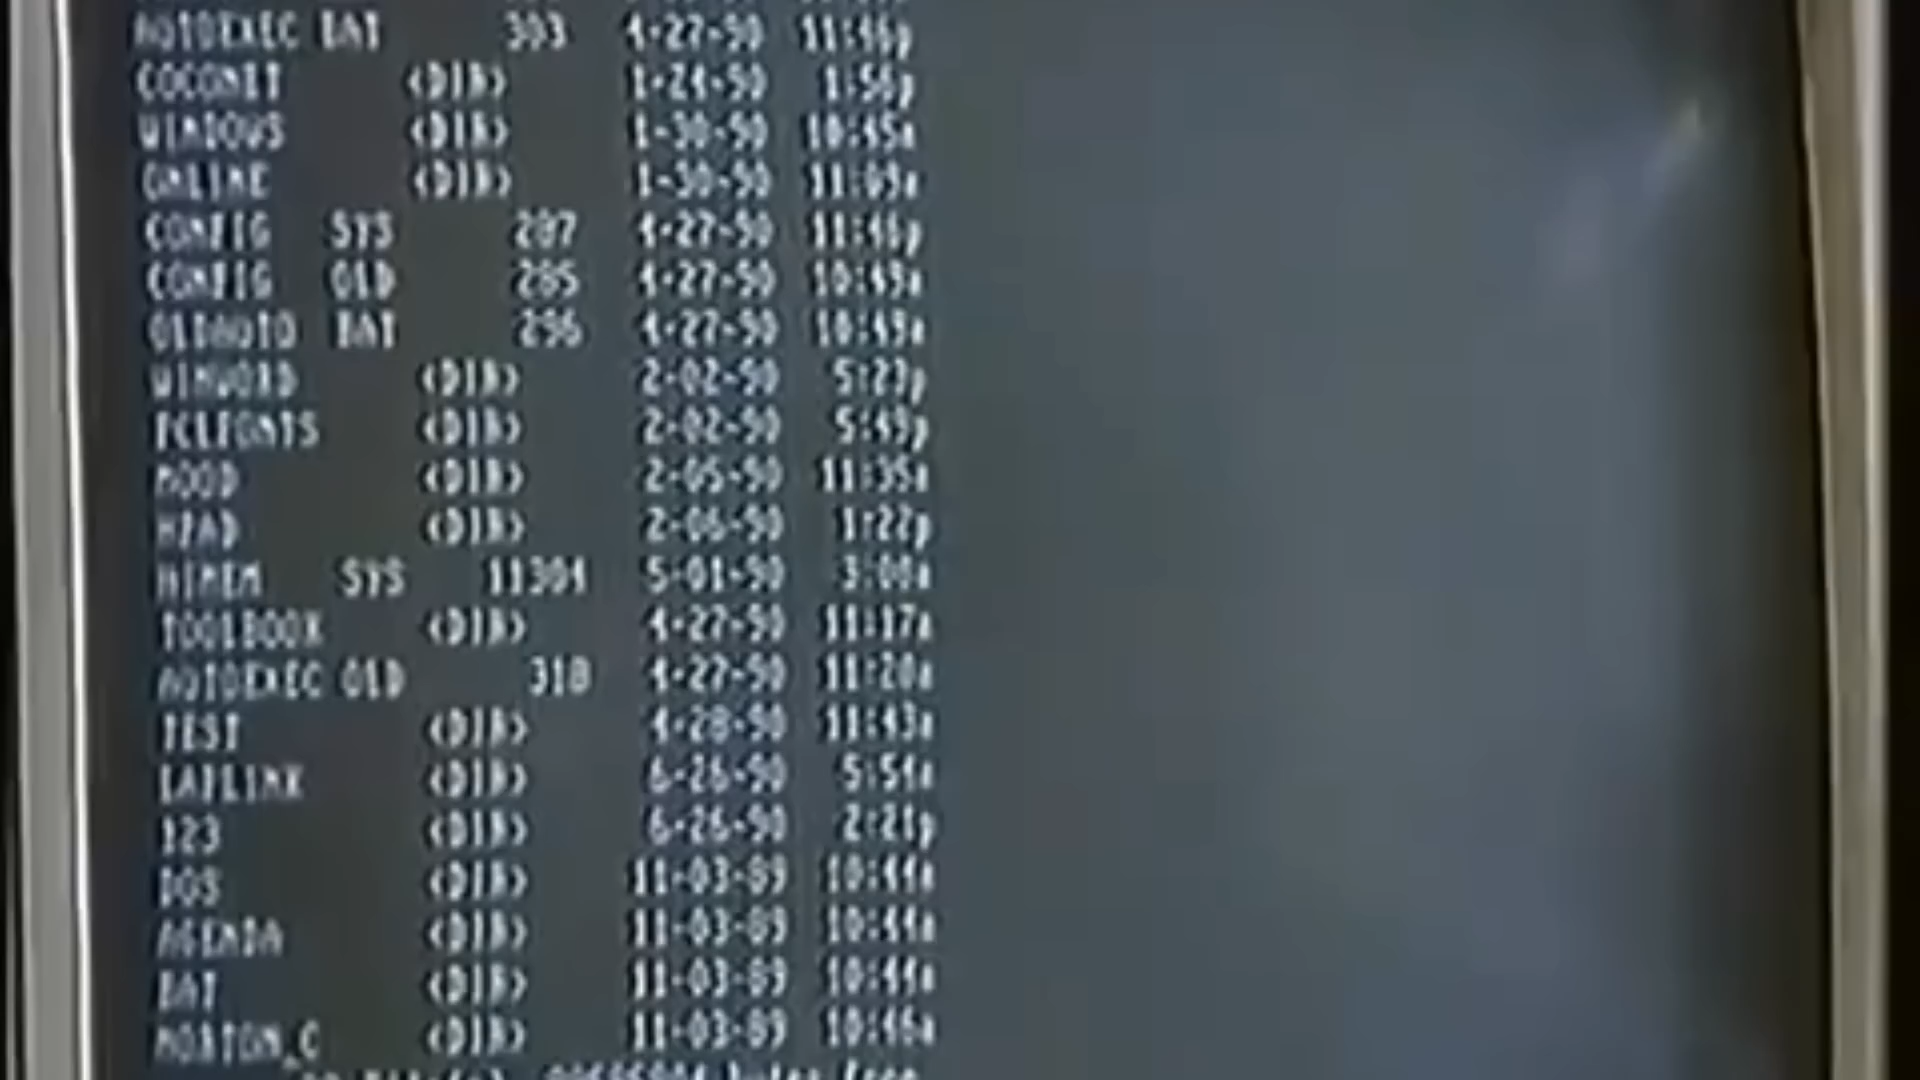 AUTOEXEC BAT 303 4-27-90 11:46p
<DIR> 1-24-90 1:56p
WINDOWS <DIR> 1-30-90 10:45a
ONLINE <DIR> 1-30-90 11:09a
CONFIG SYS 287 4-27-90 11:46p
CONFIG OLD 285 4-27-90 10:49a
OLDAUTO BAT 296 4-27-90 10:49a
WINWORD <DIR> 2-02-90 5:23p
PCLFONTS <DIR> 2-02-90 5:49p
MOOD <DIR> 2-05-90 11:35a
<DIR> 2-06-90 1:22p
HIMEM SYS 11304 5-01-90 3:00a
TOOLBOOK <DIR> 4-27-90 11:17a
AUTOEXEC OLD 318 4-27-90 11:20a
TEST <DIR> 4-28-90 11:43a
LAPLINK <DIR> 6-26-90 5:54a
123 <DIR> 6-26-90 2:21p
DOS <DIR> 11-03-89 10:44a
AGENDA <DIR> 11-03-89 10:44a
BAT <DIR> 11-03-89 10:44a
NORTON_C <DIR> 11-03-89 10:46a
bytes free